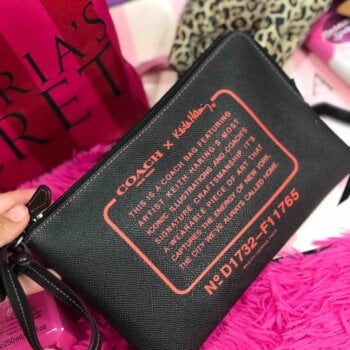 RIA'S
RET
COACH x Keith Haring
THIS IS A COACH BAG FEATURING
ARTIST KEITH HARING'S MOST
ICONIC ILLUSTRATIONS AND COACH'S
SIGNATURE CRAFTSMANSHIP. IT'S
A WEARABLE PIECE OF ART THAT
CAPTURES THE ENERGY OF NEW YORK,
THE CITY WE'VE ALWAYS CALLED HOME.
Nº D1732-F11765
250ml